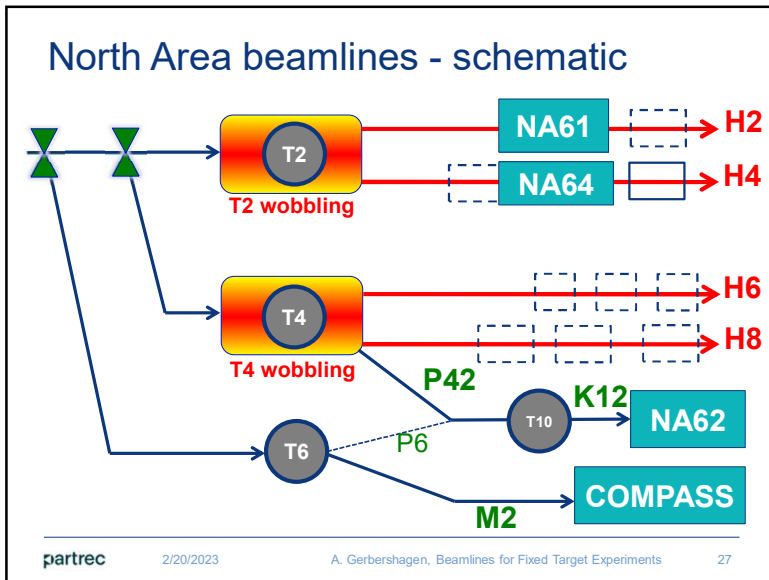 North Area beamlines - schematic
NA61
H2
T2
NA64
H4
T2 wobbling
H6
T4
H8
T4 wobbling
P42
K12
T10
NA62
P6
T6
COMPASS
M2
partrec
2/20/2023
A. Gerbershagen, Beamlines for Fixed Target Experiments
27